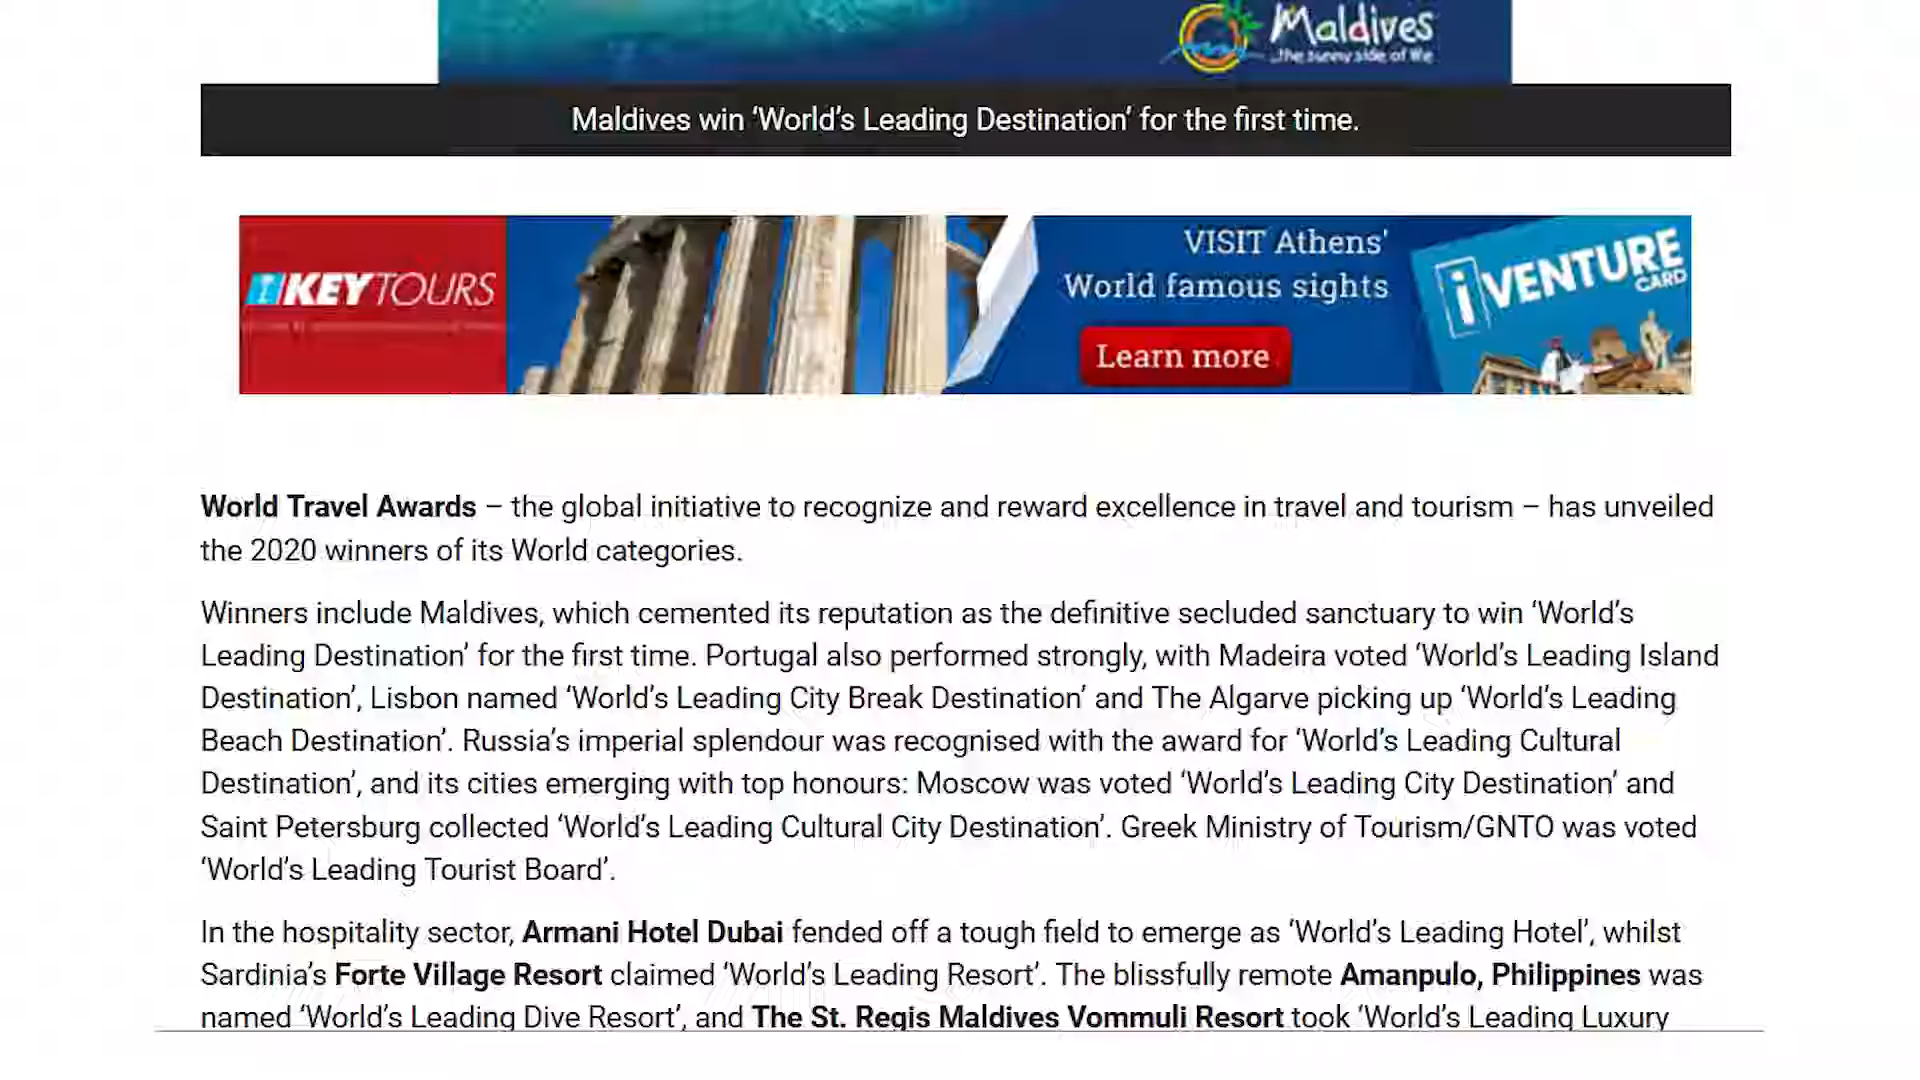 Maldives
...the sunny side of life
Maldives win ‘World’s Leading Destination’ for the first time.
KEYTOURS
VISIT Athens'
World famous sights
Learn more
iVENTURE
CARD
World Travel Awards – the global initiative to recognize and reward excellence in travel and tourism – has unveiled
the 2020 winners of its World categories.
Winners include Maldives, which cemented its reputation as the definitive secluded sanctuary to win ‘World’s
Leading Destination’ for the first time. Portugal also performed strongly, with Madeira voted ‘World’s Leading Island
Destination’, Lisbon named ‘World’s Leading City Break Destination’ and The Algarve picking up ‘World’s Leading
Beach Destination’. Russia’s imperial splendour was recognised with the award for ‘World’s Leading Cultural
Destination’, and its cities emerging with top honours: Moscow was voted ‘World’s Leading City Destination’ and
Saint Petersburg collected ‘World’s Leading Cultural City Destination’. Greek Ministry of Tourism/GNTO was voted
‘World’s Leading Tourist Board’.
In the hospitality sector, Armani Hotel Dubai fended off a tough field to emerge as ‘World’s Leading Hotel’, whilst
Sardinia’s Forte Village Resort claimed ‘World’s Leading Resort’. The blissfully remote Amanpulo, Philippines was
named ‘World’s Leading Dive Resort’, and The St. Regis Maldives Vommuli Resort took ‘World’s Leading Luxury